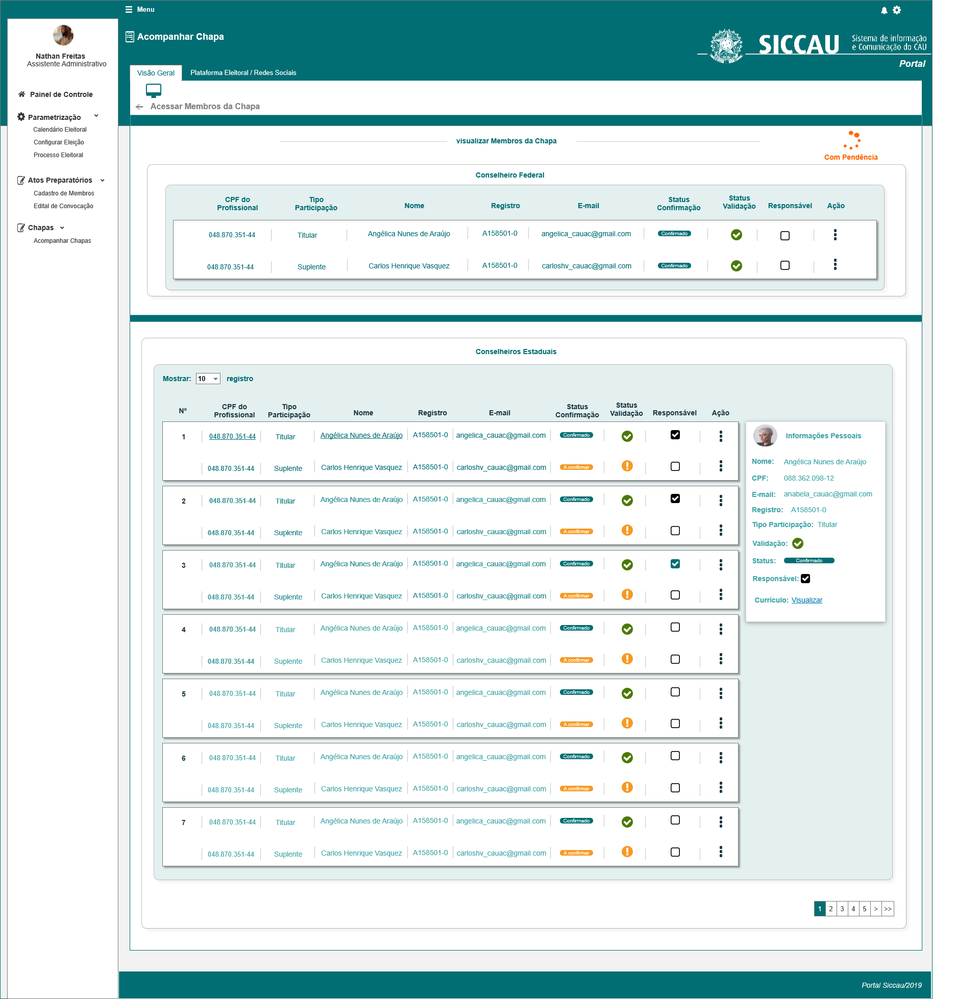 Menu
Nathan Freitas
Assistente Administrativo
Painel de Controle
Parametrização
Calendário Eleitoral
Configurar Eleição
Processo Eleitoral
Atos Preparatórios
Cadastro de Membros
Edital de Convocação
Chapas
Acompanhar Chapas
Acompanhar Chapa
SICCAU Sistema de informação
e Comunicação do CAU
Portal
Visão Geral Plataforma Eleitoral / Redes Sociais
Acessar Membros da Chapa
visualizar Membros da Chapa
Com Pendência
Conselheiro Federal
CPF do Profissional Tipo Participação Nome Registro E-mail Status Confirmação Status Validação Responsável Ação
048.870.351-44 Titular Angélica Nunes de Araújo A158501-0 angelica_cauac@gmail.com Confirmado
048.870.351-44 Suplente Carlos Henrique Vasquez A158501-0 carloshv_cauac@gmail.com Confirmado
Conselheiros Estaduais
Mostrar: 10 registro
Nº CPF do Profissional Tipo Participação Nome Registro E-mail Status Confirmação Status Validação Responsável Ação
1 048.870.351-44 Titular Angélica Nunes de Araújo A158501-0 angelica_cauac@gmail.com Confirmado
048.870.351-44 Suplente Carlos Henrique Vasquez A158501-0 carloshv_cauac@gmail.com A confirmar
2 048.870.351-44 Titular Angélica Nunes de Araújo A158501-0 angelica_cauac@gmail.com Confirmado
048.870.351-44 Suplente Carlos Henrique Vasquez A158501-0 carloshv_cauac@gmail.com A confirmar
3 048.870.351-44 Titular Angélica Nunes de Araújo A158501-0 angelica_cauac@gmail.com Confirmado
048.870.351-44 Suplente Carlos Henrique Vasquez A158501-0 carloshv_cauac@gmail.com A confirmar
4 048.870.351-44 Titular Angélica Nunes de Araújo A158501-0 angelica_cauac@gmail.com Confirmado
048.870.351-44 Suplente Carlos Henrique Vasquez A158501-0 carloshv_cauac@gmail.com A confirmar
5 048.870.351-44 Titular Angélica Nunes de Araújo A158501-0 angelica_cauac@gmail.com Confirmado
048.870.351-44 Suplente Carlos Henrique Vasquez A158501-0 carloshv_cauac@gmail.com A confirmar
6 048.870.351-44 Titular Angélica Nunes de Araújo A158501-0 angelica_cauac@gmail.com Confirmado
048.870.351-44 Suplente Carlos Henrique Vasquez A158501-0 carloshv_cauac@gmail.com A confirmar
7 048.870.351-44 Titular Angélica Nunes de Araújo A158501-0 angelica_cauac@gmail.com Confirmado
048.870.351-44 Suplente Carlos Henrique Vasquez A158501-0 carloshv_cauac@gmail.com A confirmar
Informações Pessoais
Nome: Angélica Nunes de Araújo
CPF: 088.362.098-12
E-mail: anabela_cauac@gmail.com
Registro: A158501-0
Tipo Participação: Titular
Validação:
Status: Confirmado
Responsável:
Currículo: Visualizar
1 2 3 4 5 > >>
Portal Siccau/2019